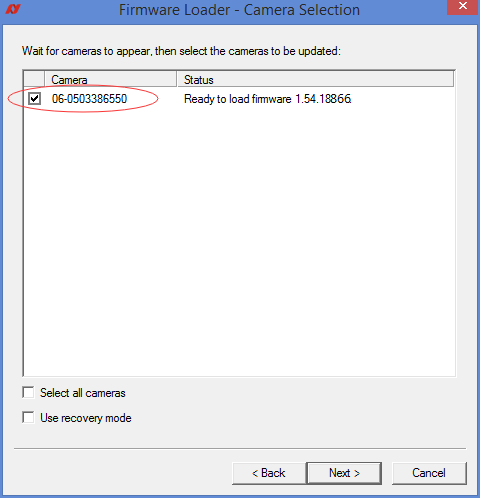 Firmware Loader - Camera Selection
Wait for cameras to appear, then select the cameras to be updated:
Camera Status
06-0503386550 Ready to load firmware 1.54.18866.
Select all cameras
Use recovery mode
< Back Next > Cancel